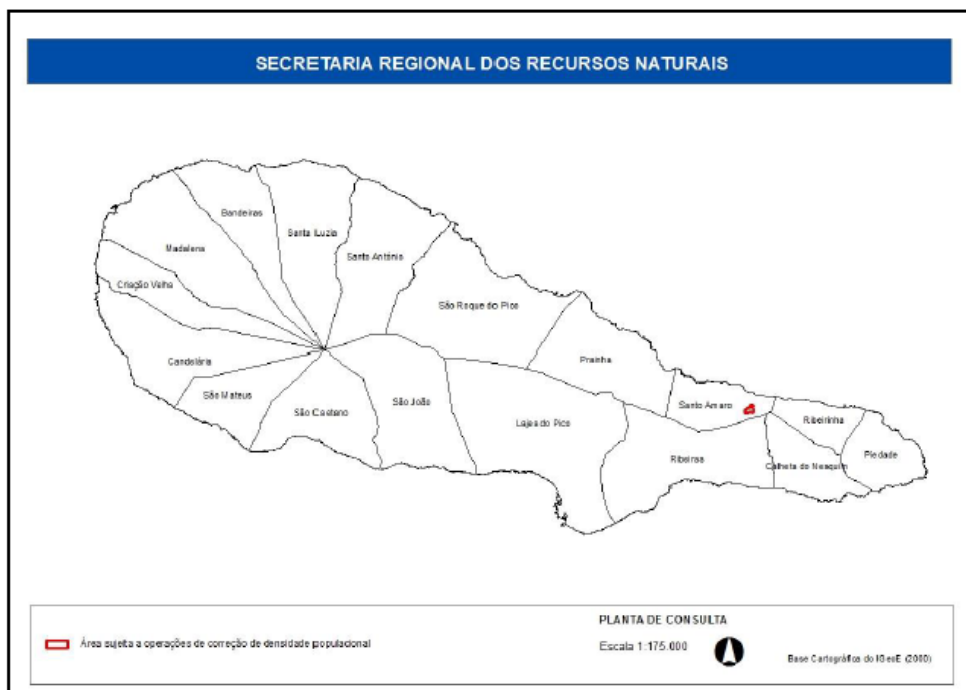 SECRETARIA REGIONAL DOS RECURSOS NATURAIS
Bandeiras
Santa Luzia
Madalena
Santo António
Criação Velha
São Roque do Pico
Prainha
Candelária
São Mateus
São Caetano
São João
Lajes do Pico
Santo Amaro
Ribeirinha
Ribeiras
Calheta de Nesquim
Piedade
PLANTA DE CONSULTA
Área sujeita a operações de correção de densidade populacional
Escala 1:175.000
Base Cartográfica do IGeoE (2000)